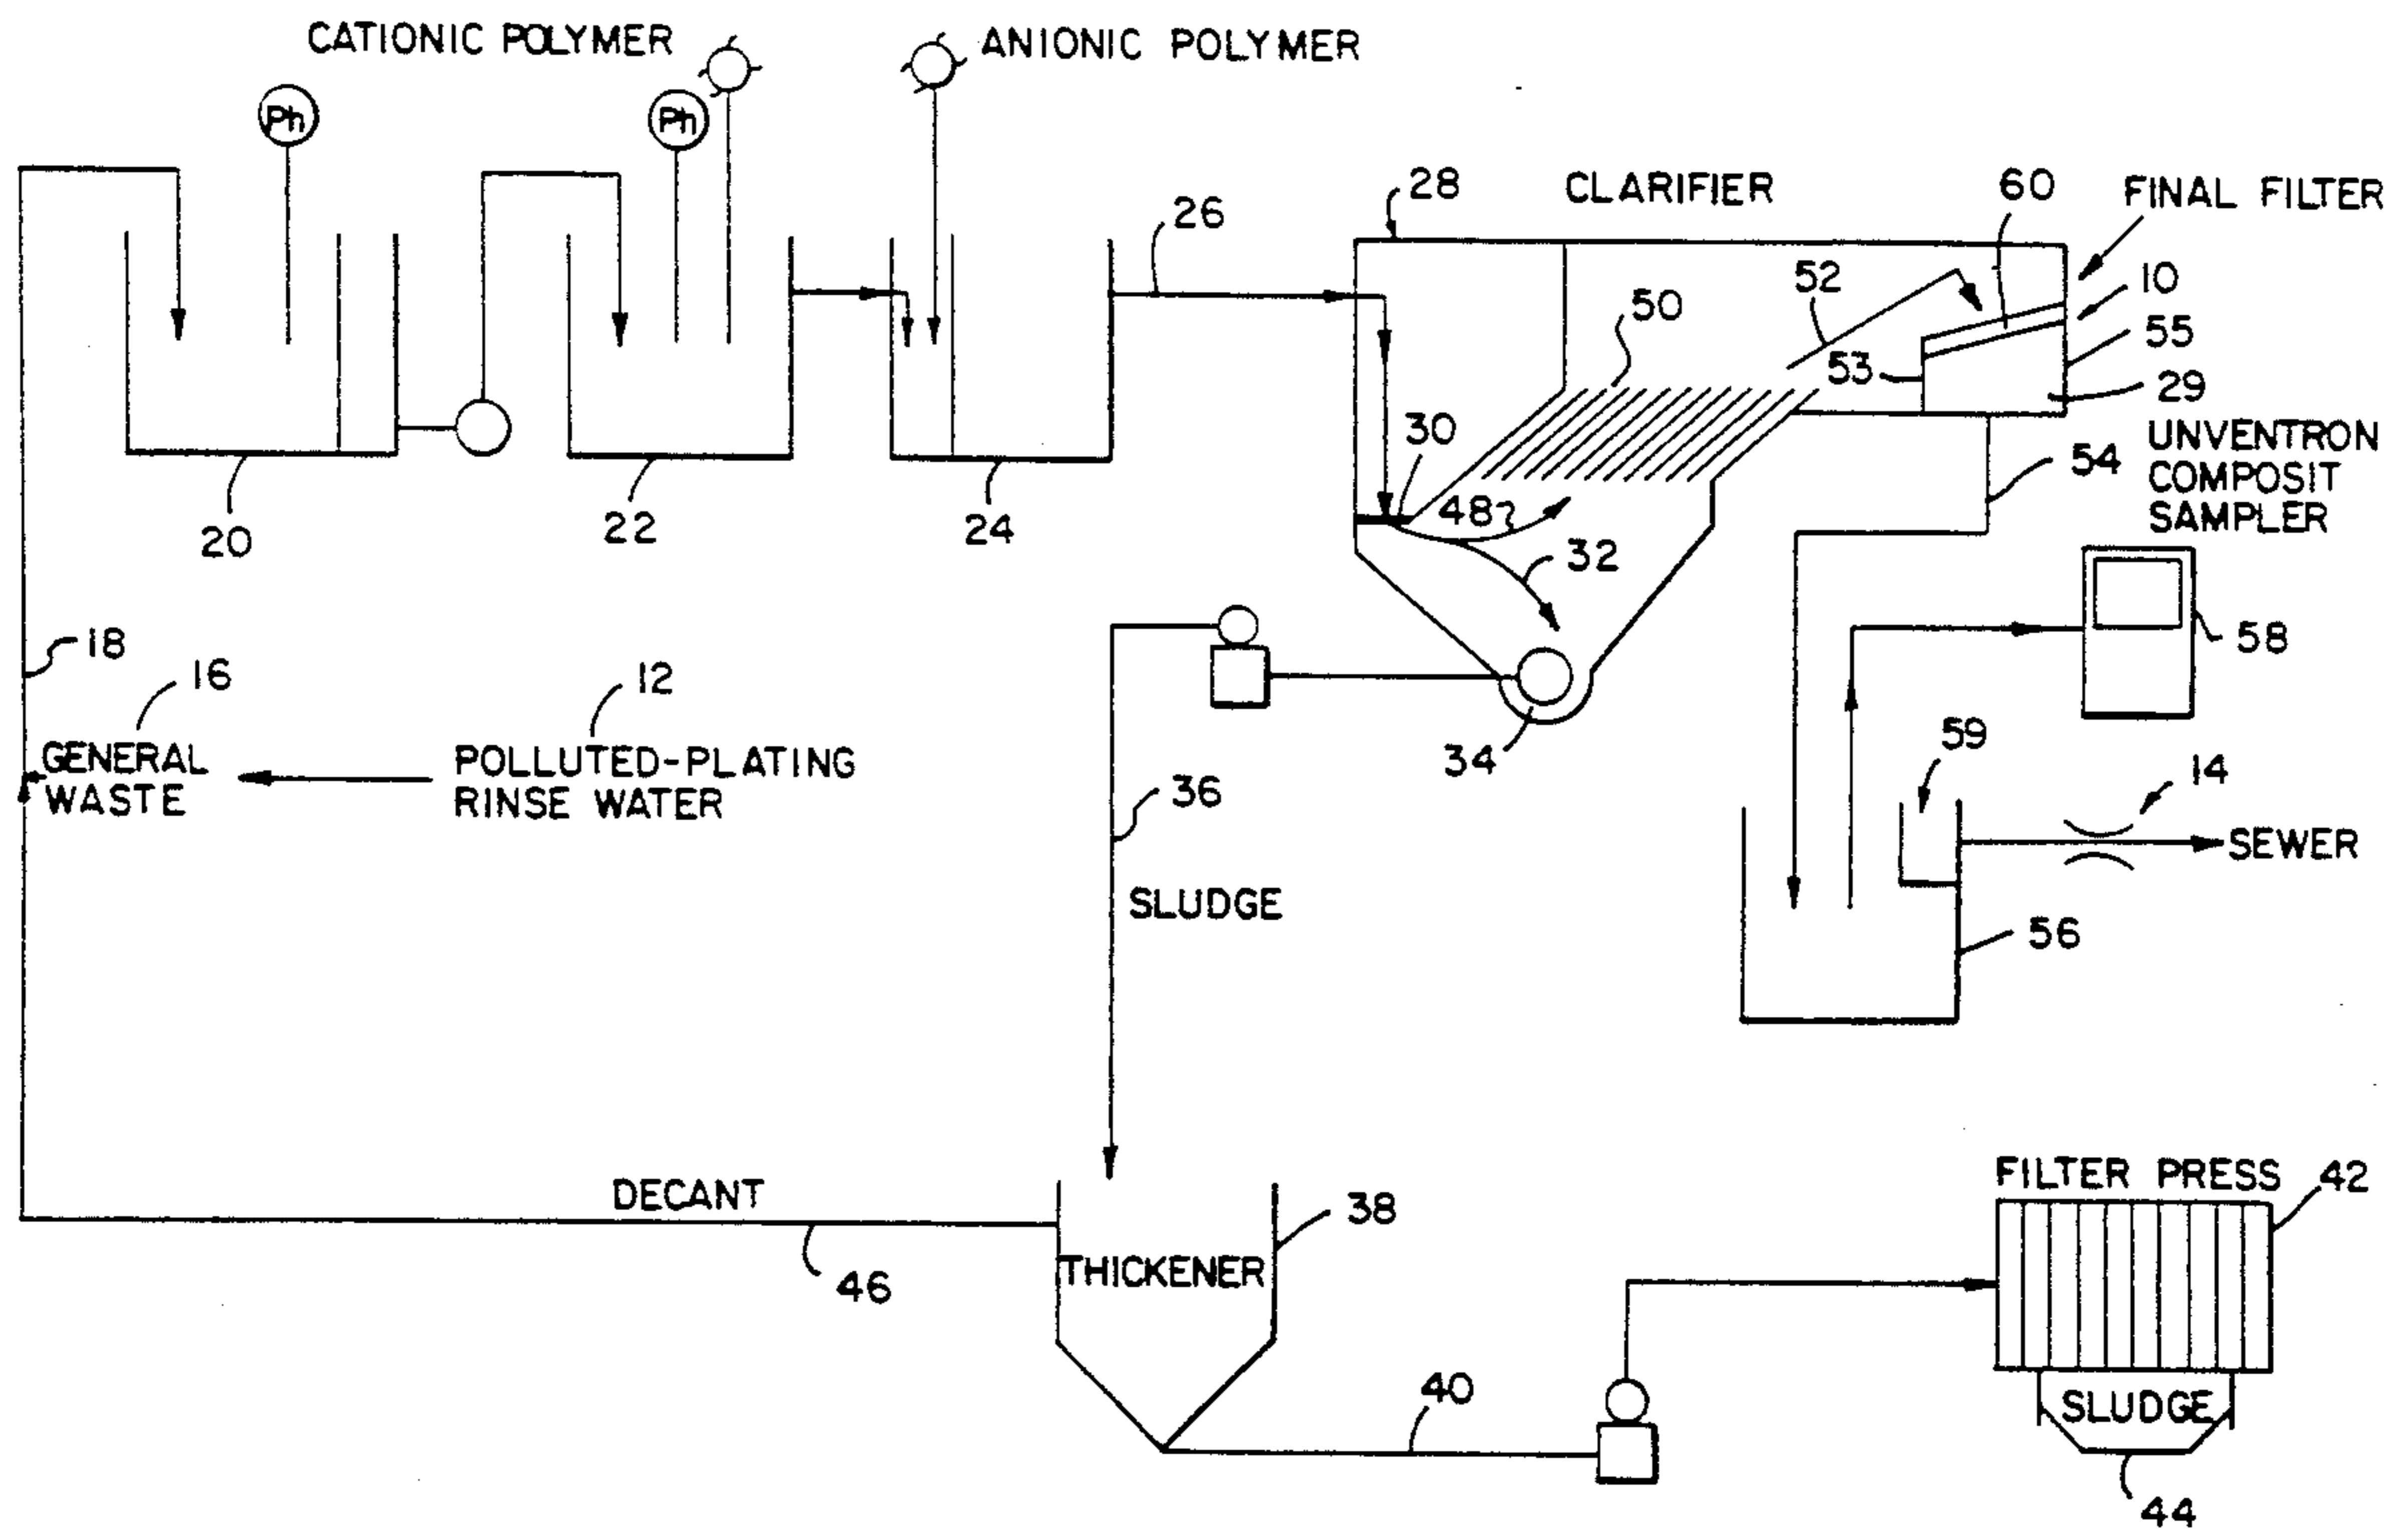 CATIONIC POLYMER
ANIONIC POLYMER
Ph
Ph
26
28
CLARIFIER
60
FINAL FILTER
52
10
50
55
53
29
30
UNVENTRON
COMPOSIT
SAMPLER
54
20
22
24
48
32
58
18
16
12
34
59
14
GENERAL
WASTE
POLLUTED-PLATING
RINSE WATER
36
SEWER
SLUDGE
56
DECANT
38
46
THICKENER
FILTER PRESS
42
40
SLUDGE
44